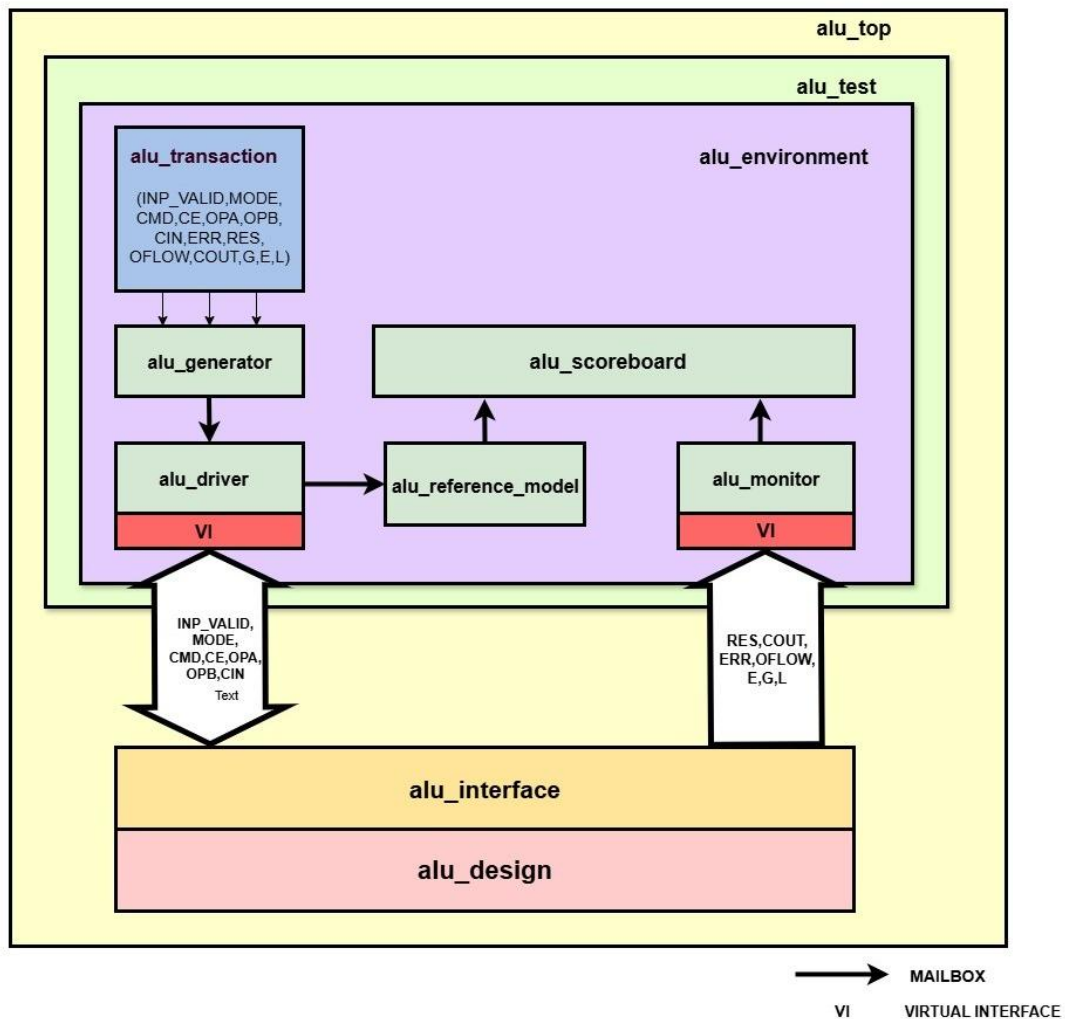 alu_top
alu_test
alu_environment
alu_transaction
(INP_VALID,MODE,
CMD,CE,OPA,OPB,
CIN,ERR,RES,
OFLOW,COUT,G,E,L)
alu_generator
alu_scoreboard
alu_driver
VI
alu_reference_model
alu_monitor
VI
INP_VALID,
MODE,
CMD,CE,OPA,
OPB,CIN
Text
RES,COUT,
ERR,OFLOW,
E,G,L
alu_interface
alu_design
MAILBOX
VI VIRTUAL INTERFACE